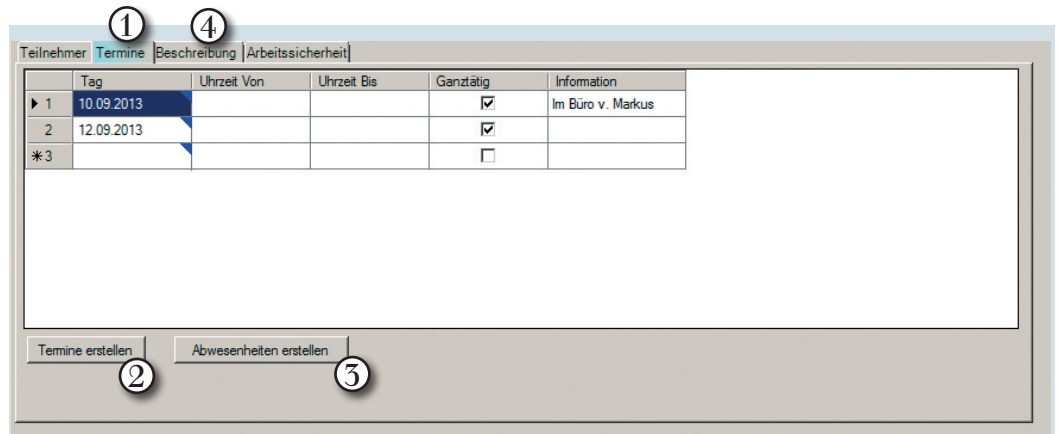 1 4
Teilnehmer Termine Beschreibung Arbeitssicherheit
Tag Uhrzeit Von Uhrzeit Bis Ganztätig Information
1 10.09.2013 Im Büro v. Markus
2 12.09.2013
3
Termine erstellen Abwesenheiten erstellen
2 3